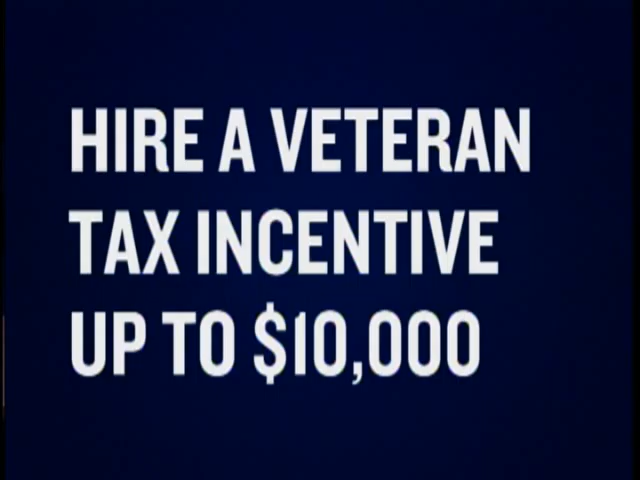 HIRE A VETERAN
TAX INCENTIVE
UP TO $10,000